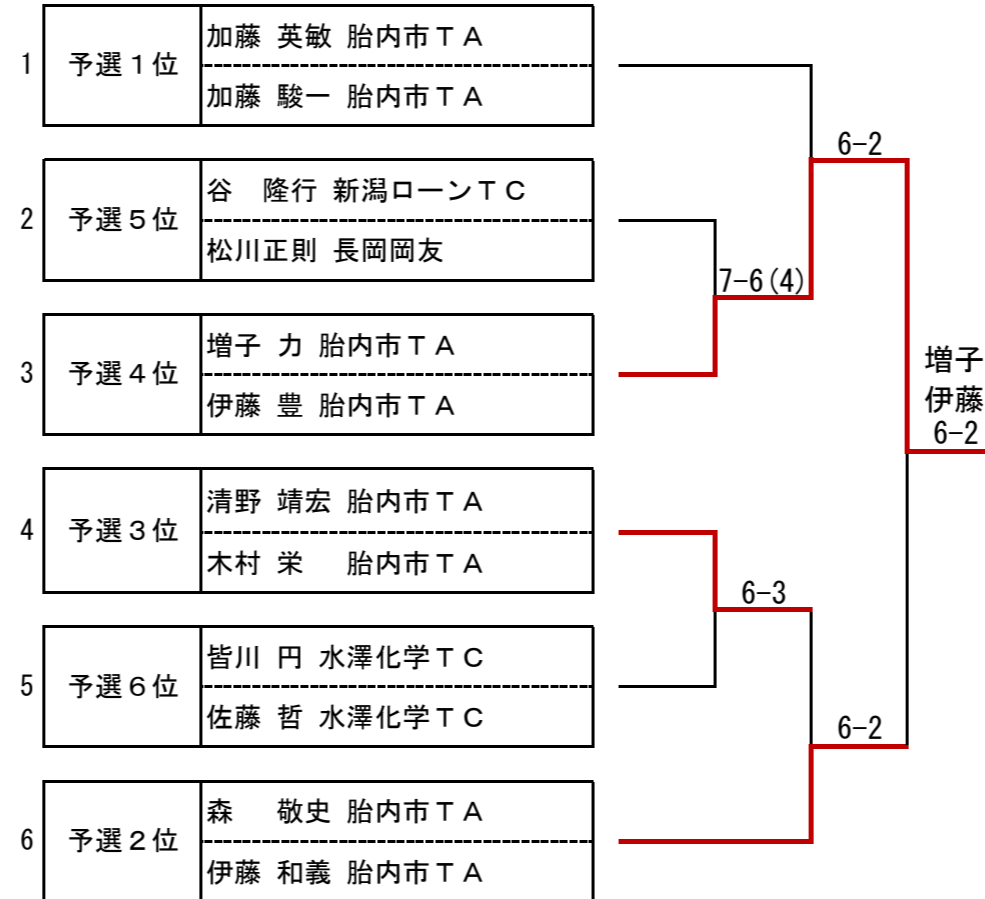 1 予選１位 加藤 英敏 胎内市ＴＡ
加藤 駿一 胎内市ＴＡ
6-2
2 予選５位 谷　隆行 新潟ローンＴＣ
松川正則 長岡岡友
7-6(4)
3 予選４位 増子 力 胎内市ＴＡ
伊藤 豊 胎内市ＴＡ
増子
伊藤
6-2
4 予選３位 清野 靖宏 胎内市ＴＡ
木村 栄　胎内市ＴＡ
6-3
5 予選６位 皆川 円 水澤化学ＴＣ
佐藤 哲 水澤化学ＴＣ
6-2
6 予選２位 森　敬史 胎内市ＴＡ
伊藤 和義 胎内市ＴＡ